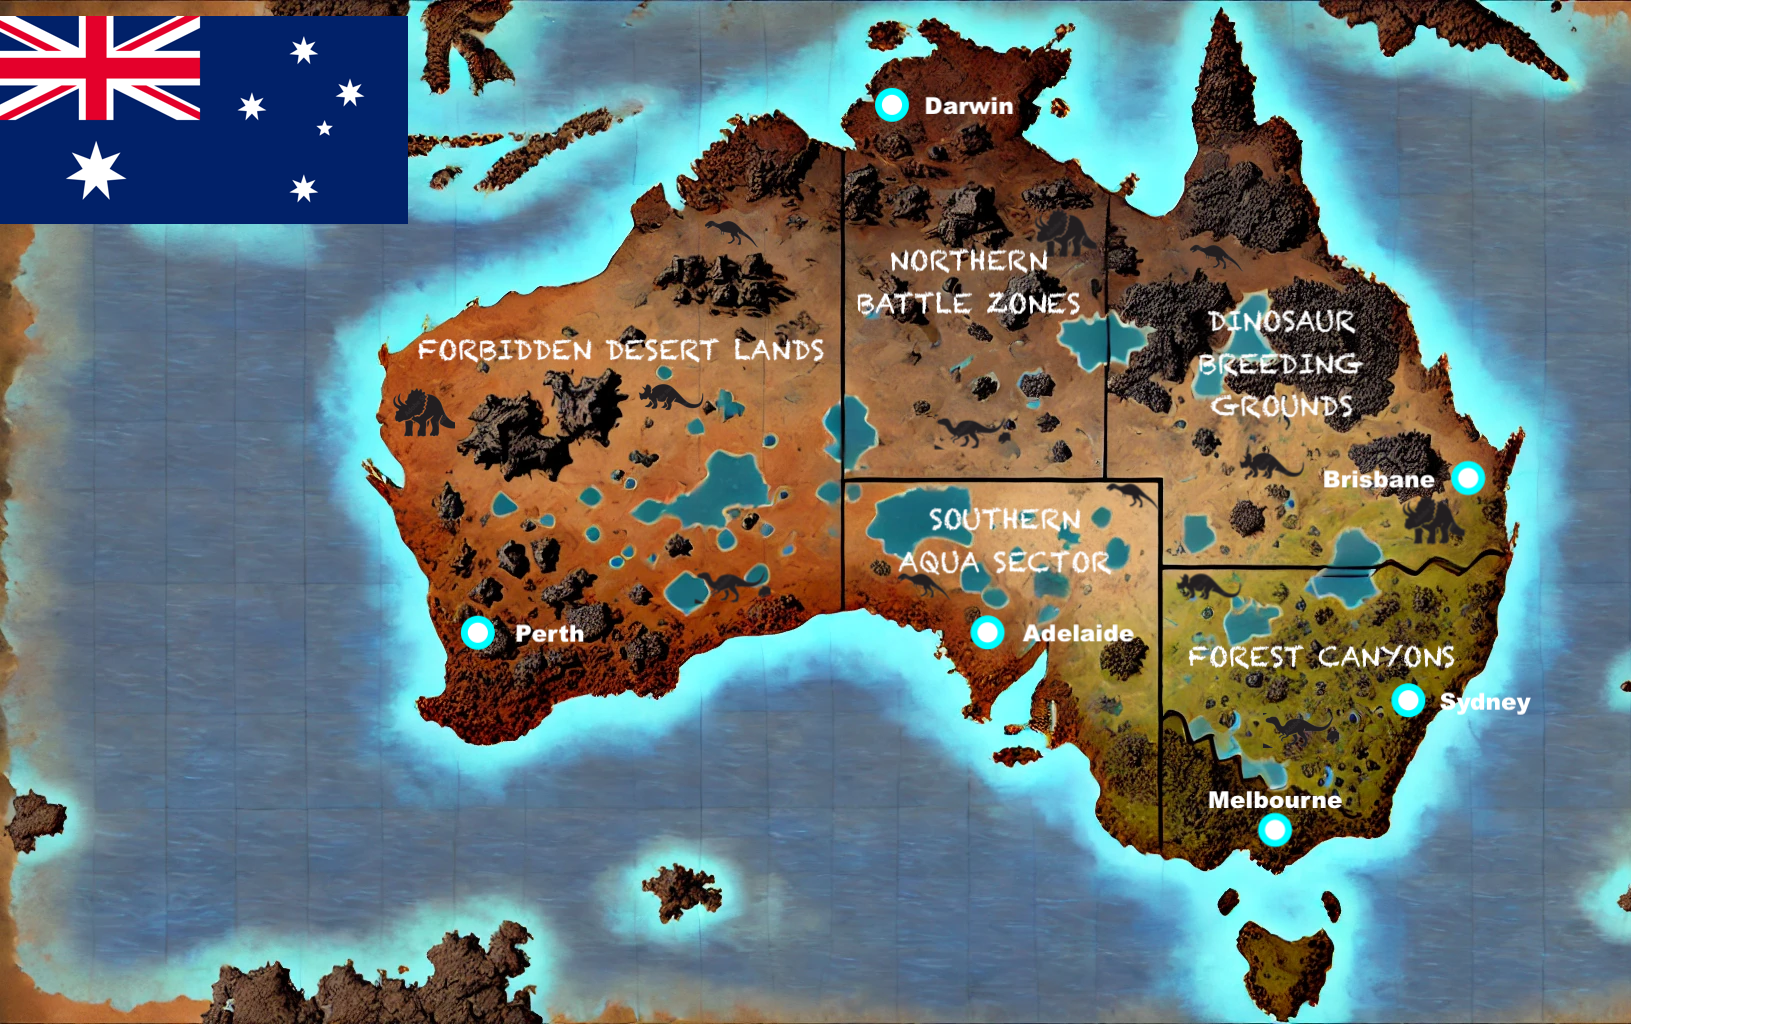 Darwin
NORTHERN
BATTLE ZONES
DINOSAUR
BREEDING
GROUNDS
FORBIDDEN DESERT LANDS
Brisbane
SOUTHERN
AQUA SECTOR
Perth
Adelaide
FOREST CANYONS
Sydney
Melbourne